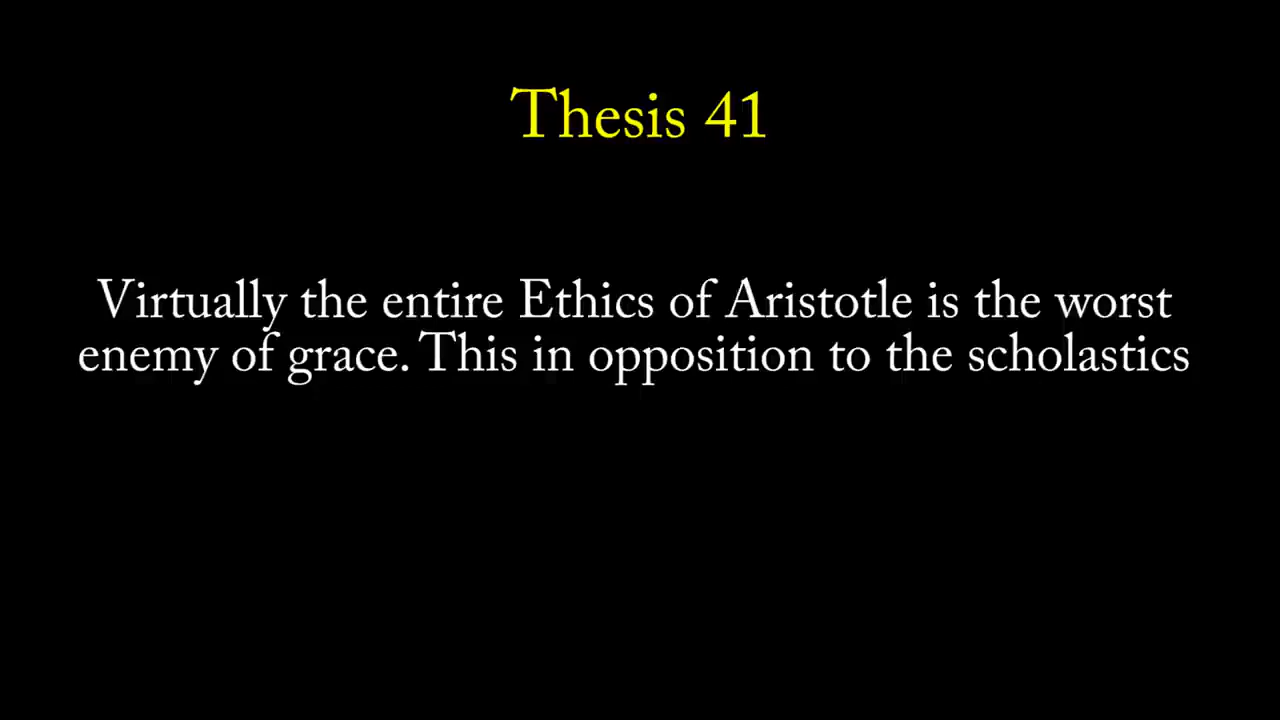 Thesis 41
Virtually the entire Ethics of Aristotle is the worst
enemy of grace. This in opposition to the scholastics